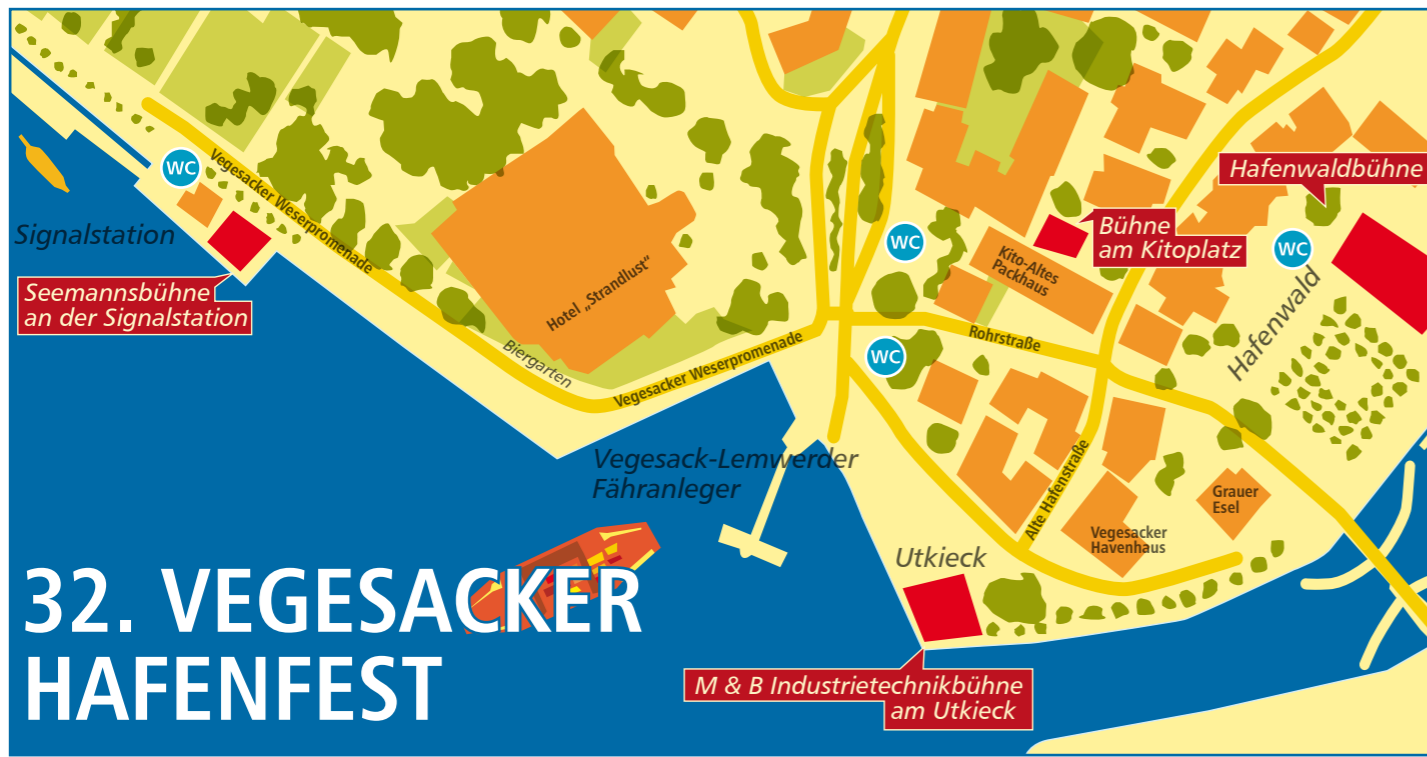 WC
Vegesacker Weserpromenade
Signalstation
Seemannsbühne
an der Signalstation
Hotel „Strandlust“
Biergarten
Vegesacker Weserpromenade
WC
WC
Kito-Altes
Packhaus
Bühne
am Kitoplatz
Hafenwaldbühne
WC
Hafenwald
Rohrstraße
Alte Hafenstraße
Vegesack-Lemwerder
Fähranleger
Grauer
Esel
Vegesacker
Havenhaus
Utkieck
M & B Industrietechnikbühne
am Utkieck
32. VEGESACKER
HAFENFEST